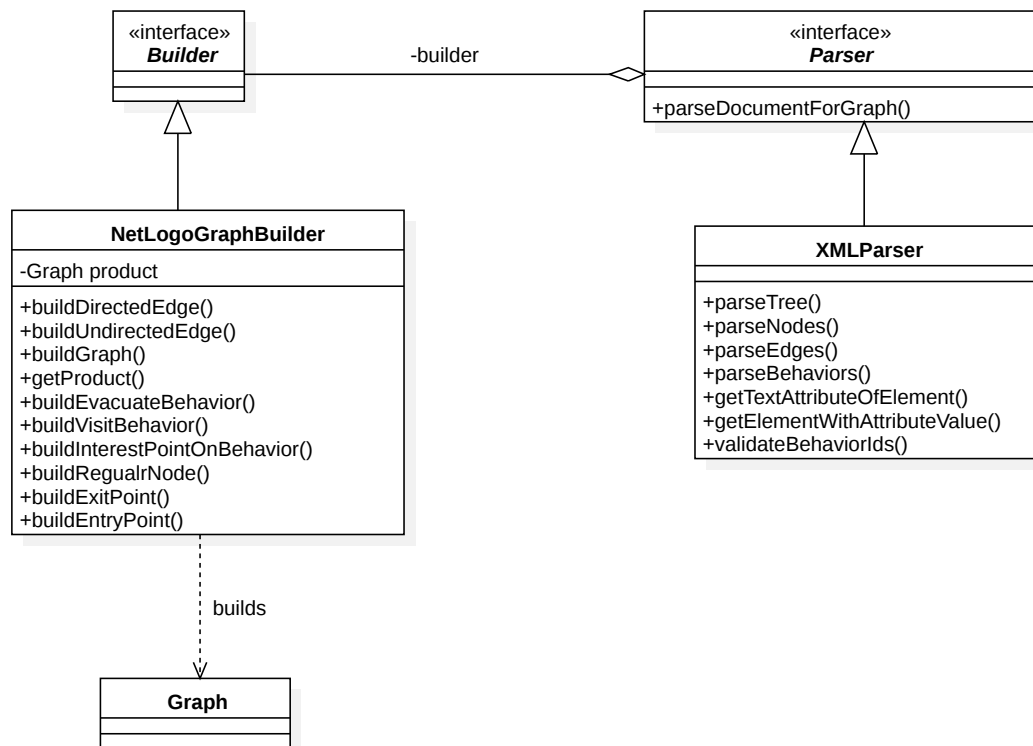 «interface»
Builder
-builder
«interface»
Parser
+parseDocumentForGraph()
NetLogoGraphBuilder
-Graph product
+buildDirectedEdge()
+buildUndirectedEdge()
+buildGraph()
+getProduct()
+buildEvacuateBehavior()
+buildVisitBehavior()
+buildInterestPointOnBehavior()
+buildRegualrNode()
+buildExitPoint()
+buildEntryPoint()
XMLParser
+parseTree()
+parseNodes()
+parseEdges()
+parseBehaviors()
+getTextAttributeOfElement()
+getElementWithAttributeValue()
+validateBehaviorIds()
builds
Graph